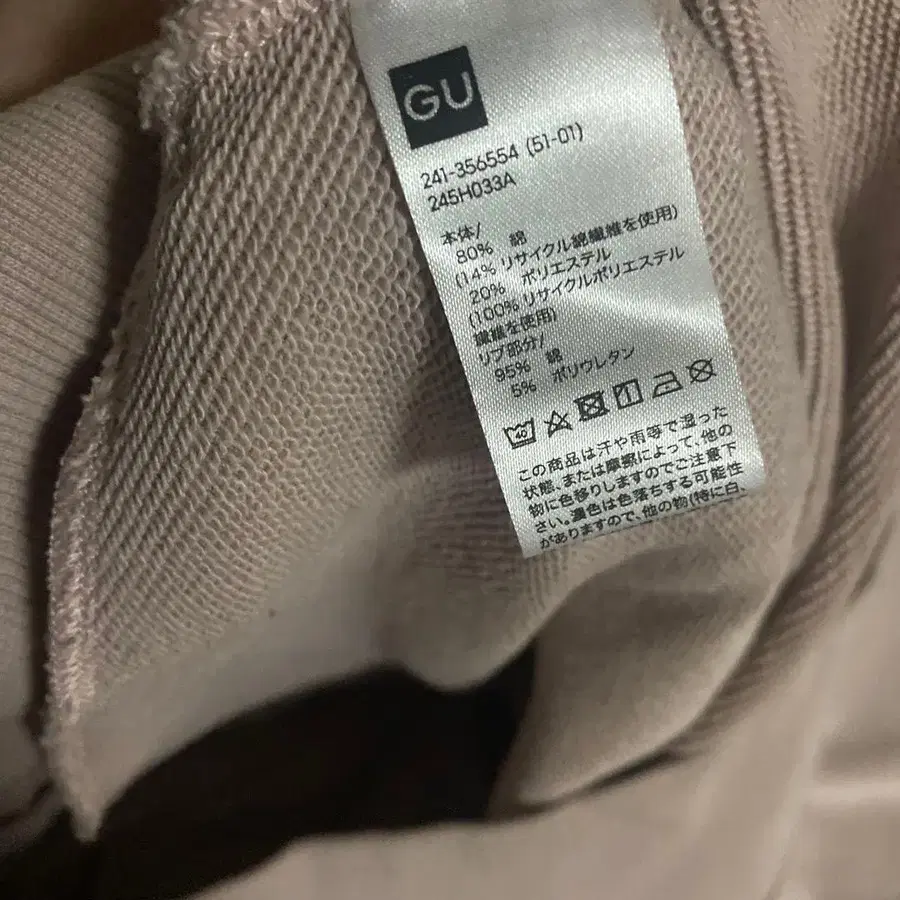 GU
241-356554 (51-01)
245H033A
本体/
80% 綿
(14% リサイクル綿繊維を使用)
20% ポリエステル
(100% リサイクルポリエステル
繊維を使用)
リブ部分/
95% 綿
5% ポリウレタン
40
この商品は汗や雨等で湿った
状態、または摩擦によって、他の
物に色移りしますのでご注意下
さい。濃色は色落ちする可能性
がありますので、他の物(特に白、